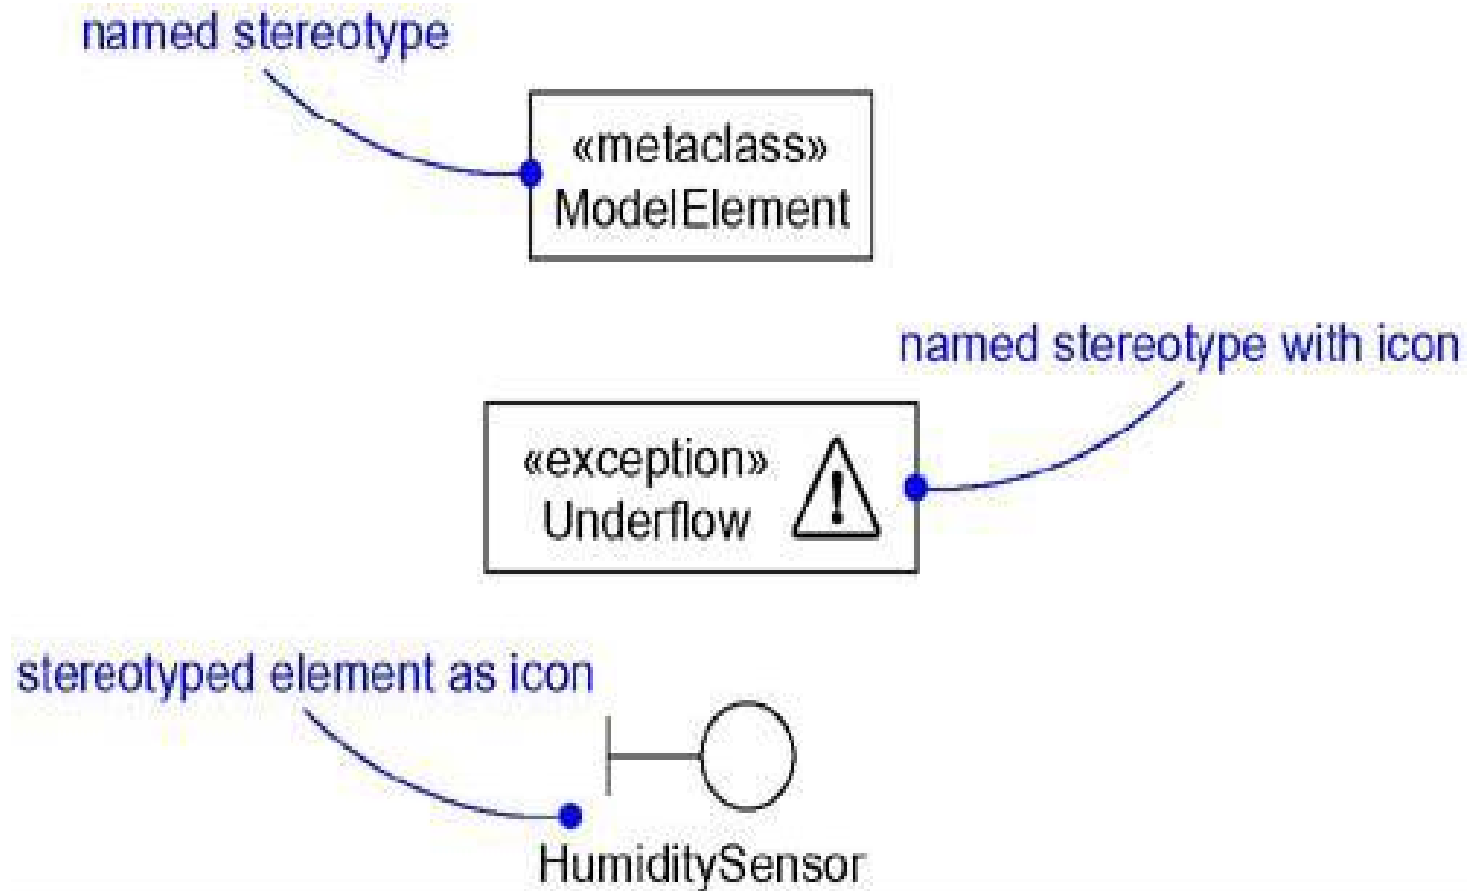 named stereotype
«metaclass»
ModelElement
named stereotype with icon
«exception»
Underflow
!
stereotyped element as icon
HumiditySensor